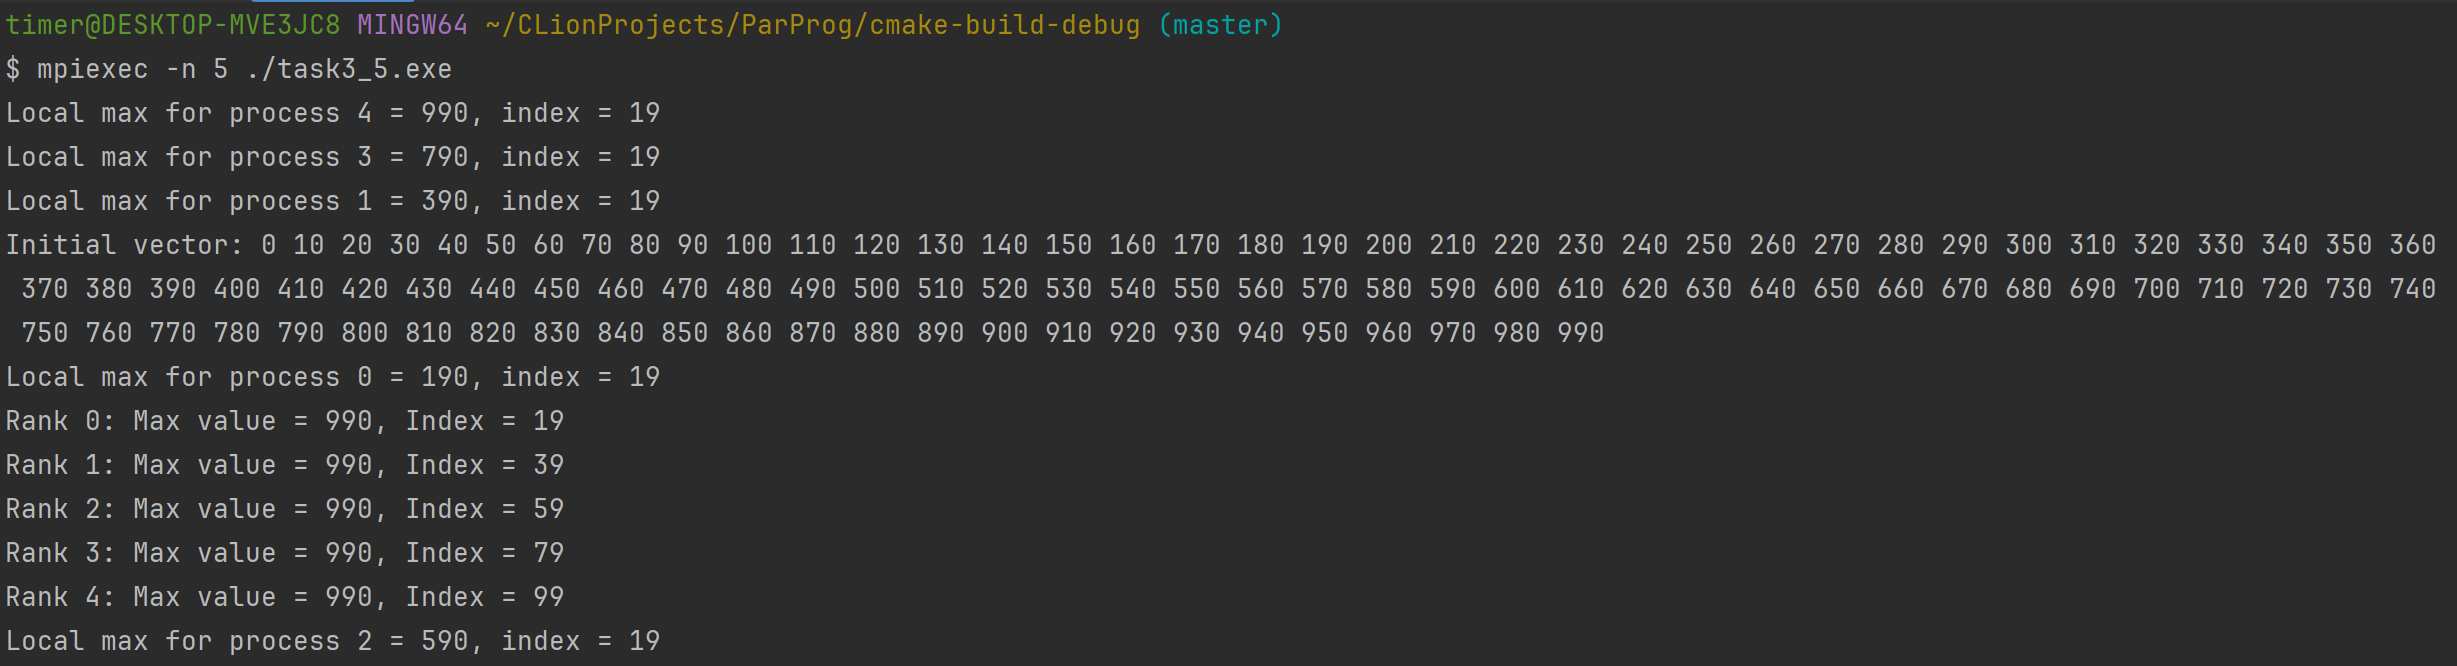 timer@DESKTOP-MVE3JC8 MINGW64 ~/CLionProjects/ParProg/cmake-build-debug (master)
$ mpiexec -n 5 ./task3_5.exe
Local max for process 4 = 990, index = 19
Local max for process 3 = 790, index = 19
Local max for process 1 = 390, index = 19
Initial vector: 0 10 20 30 40 50 60 70 80 90 100 110 120 130 140 150 160 170 180 190 200 210 220 230 240 250 260 270 280 290 300 310 320 330 340 350 360
370 380 390 400 410 420 430 440 450 460 470 480 490 500 510 520 530 540 550 560 570 580 590 600 610 620 630 640 650 660 670 680 690 700 710 720 730 740
750 760 770 780 790 800 810 820 830 840 850 860 870 880 890 900 910 920 930 940 950 960 970 980 990
Local max for process 0 = 190, index = 19
Rank 0: Max value = 990, Index = 19
Rank 1: Max value = 990, Index = 39
Rank 2: Max value = 990, Index = 59
Rank 3: Max value = 990, Index = 79
Rank 4: Max value = 990, Index = 99
Local max for process 2 = 590, index = 19